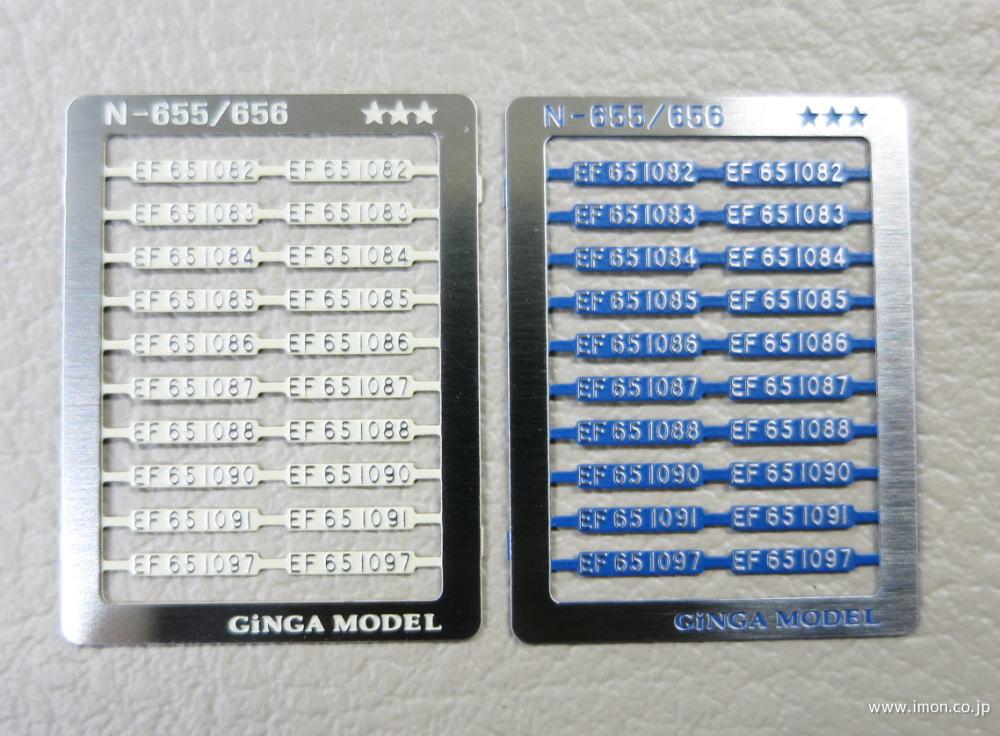 N-655/656 ★★★
EF 65 1082 EF 65 1082
EF 65 1083 EF 65 1083
EF 65 1084 EF 65 1084
EF 65 1085 EF 65 1085
EF 65 1086 EF 65 1086
EF 65 1087 EF 65 1087
EF 65 1088 EF 65 1088
EF 65 1090 EF 65 1090
EF 65 1091 EF 65 1091
EF 65 1097 EF 65 1097
GiNGA MODEL
N-655/656 ★★★
EF 65 1082 EF 65 1082
EF 65 1083 EF 65 1083
EF 65 1084 EF 65 1084
EF 65 1085 EF 65 1085
EF 65 1086 EF 65 1086
EF 65 1087 EF 65 1087
EF 65 1088 EF 65 1088
EF 65 1090 EF 65 1090
EF 65 1091 EF 65 1091
EF 65 1097 EF 65 1097
GiNGA MODEL
www.imon.co.jp